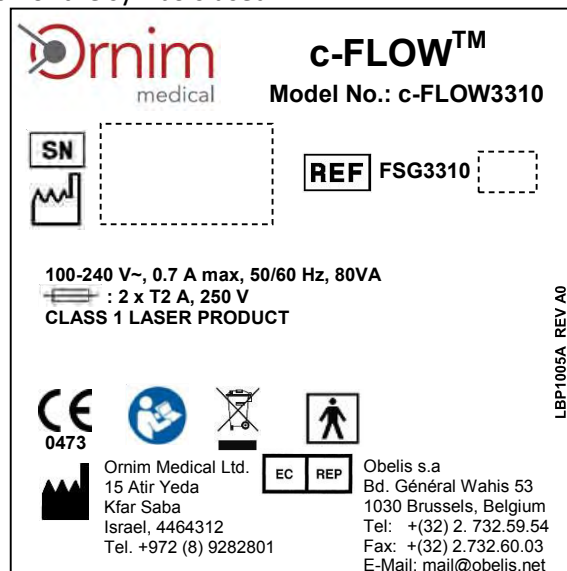 Ornim
medical
c-FLOW™
Model No.: c-FLOW3310
SN
REF FSG3310
100-240 V~, 0.7 A max, 50/60 Hz, 80VA
: 2 x T2 A, 250 V
CLASS 1 LASER PRODUCT
LBP1005A REV A0
CE
0473
Ornim Medical Ltd.
15 Atir Yeda
Kfar Saba
Israel, 4464312
Tel. +972 (8) 9282801
EC REP
Obelis s.a
Bd. Général Wahis 53
1030 Brussels, Belgium
Tel: +(32) 2. 732.59.54
Fax: +(32) 2.732.60.03
E-Mail: mail@obelis.net